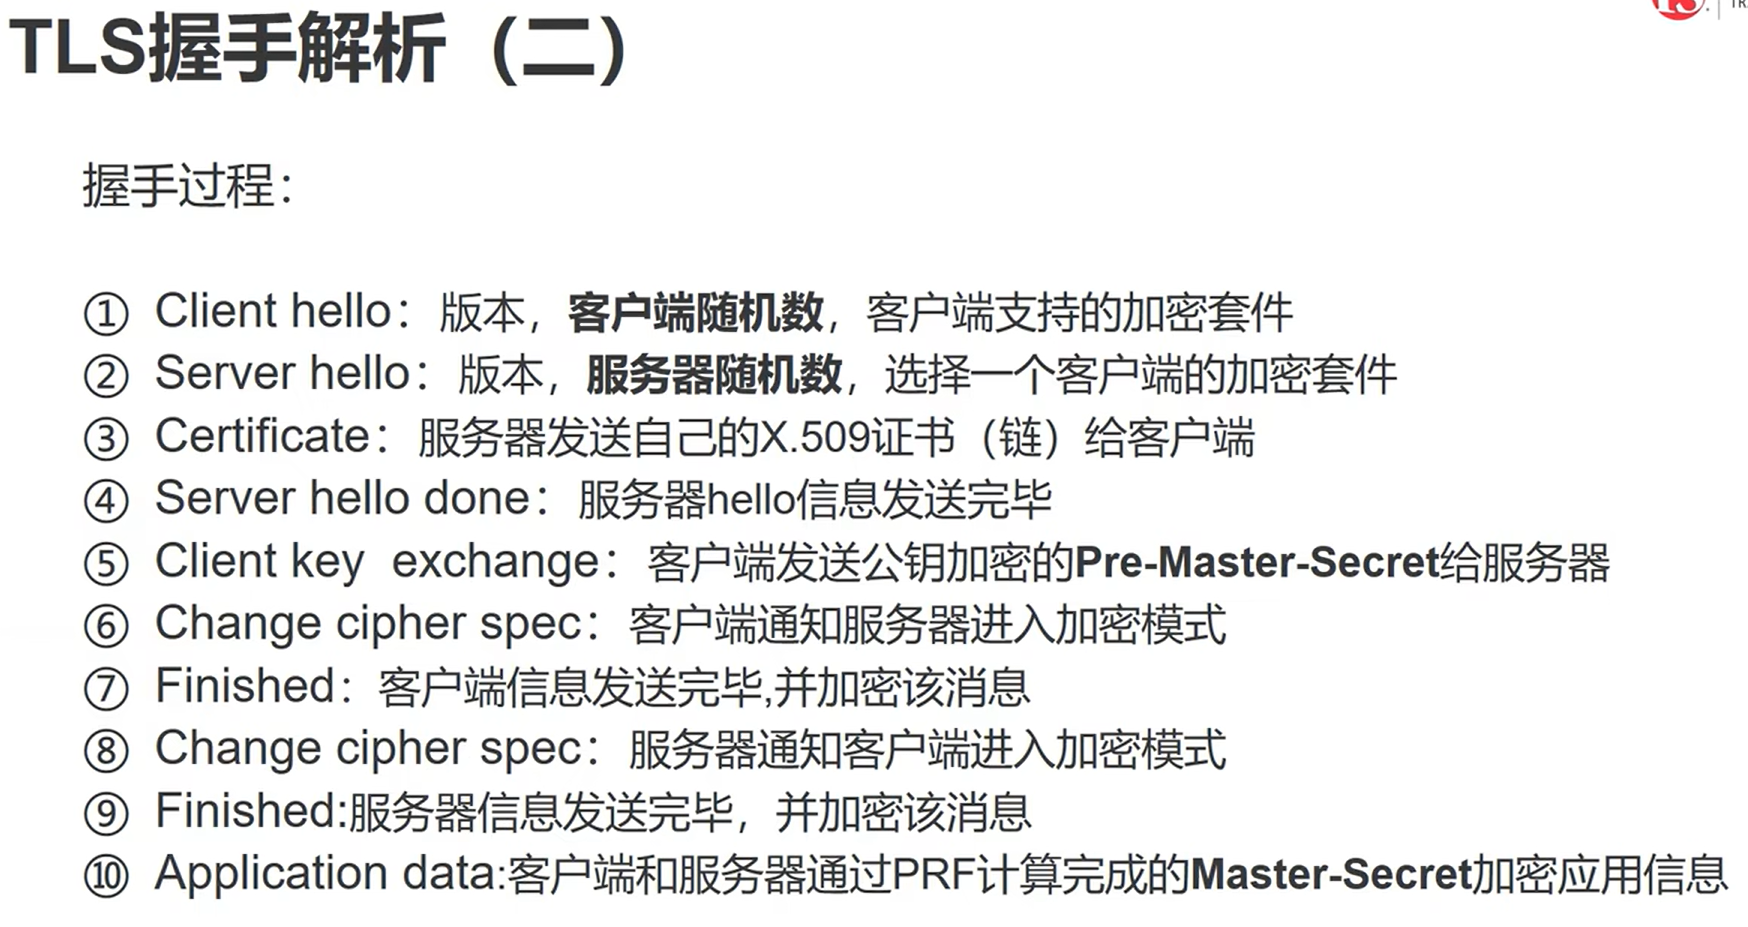 TLS握手解析（二）
握手过程：
① Client hello：版本，客户端随机数，客户端支持的加密套件
② Server hello：版本，服务器随机数，选择一个客户端的加密套件
③ Certificate：服务器发送自己的X.509证书（链）给客户端
④ Server hello done：服务器hello信息发送完毕
⑤ Client key exchange：客户端发送公钥加密的Pre-Master-Secret给服务器
⑥ Change cipher spec：客户端通知服务器进入加密模式
⑦ Finished：客户端信息发送完毕,并加密该消息
⑧ Change cipher spec：服务器通知客户端进入加密模式
⑨ Finished:服务器信息发送完毕，并加密该消息
⑩ Application data:客户端和服务器通过PRF计算完成的Master-Secret加密应用信息